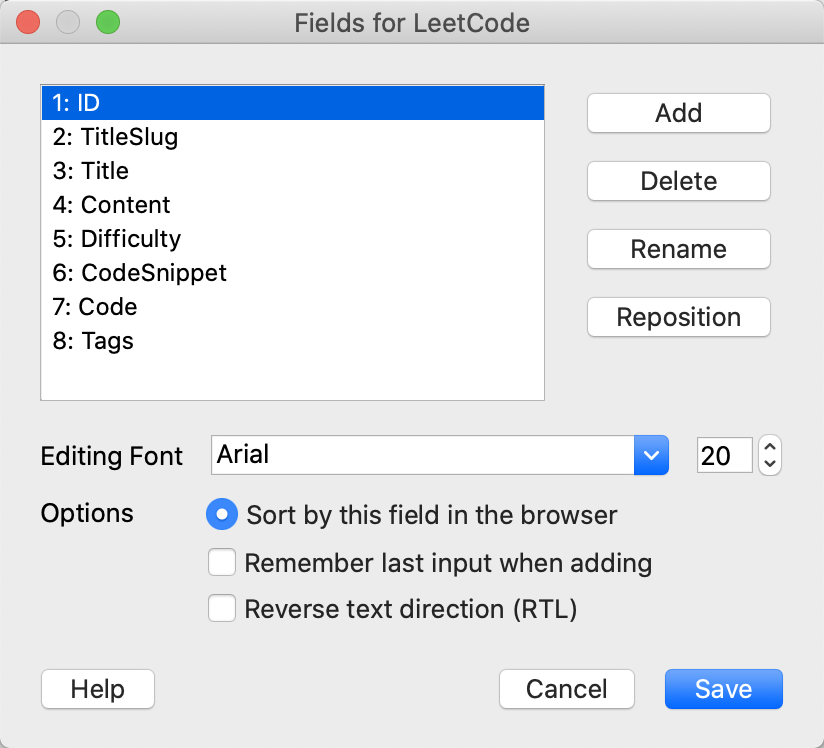 Fields for LeetCode
1: ID
2: TitleSlug
3: Title
4: Content
5: Difficulty
6: CodeSnippet
7: Code
8: Tags
Add
Delete
Rename
Reposition
Editing Font Arial 20
Options Sort by this field in the browser
Remember last input when adding
Reverse text direction (RTL)
Help Cancel Save